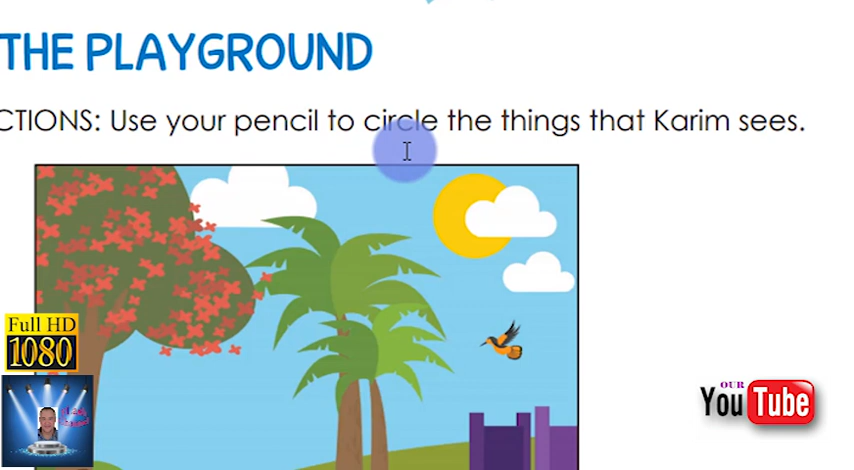 THE PLAYGROUND
CTIONS: Use your pencil to circle the things that Karim sees.
Full HD
1080
OUR
YouTube